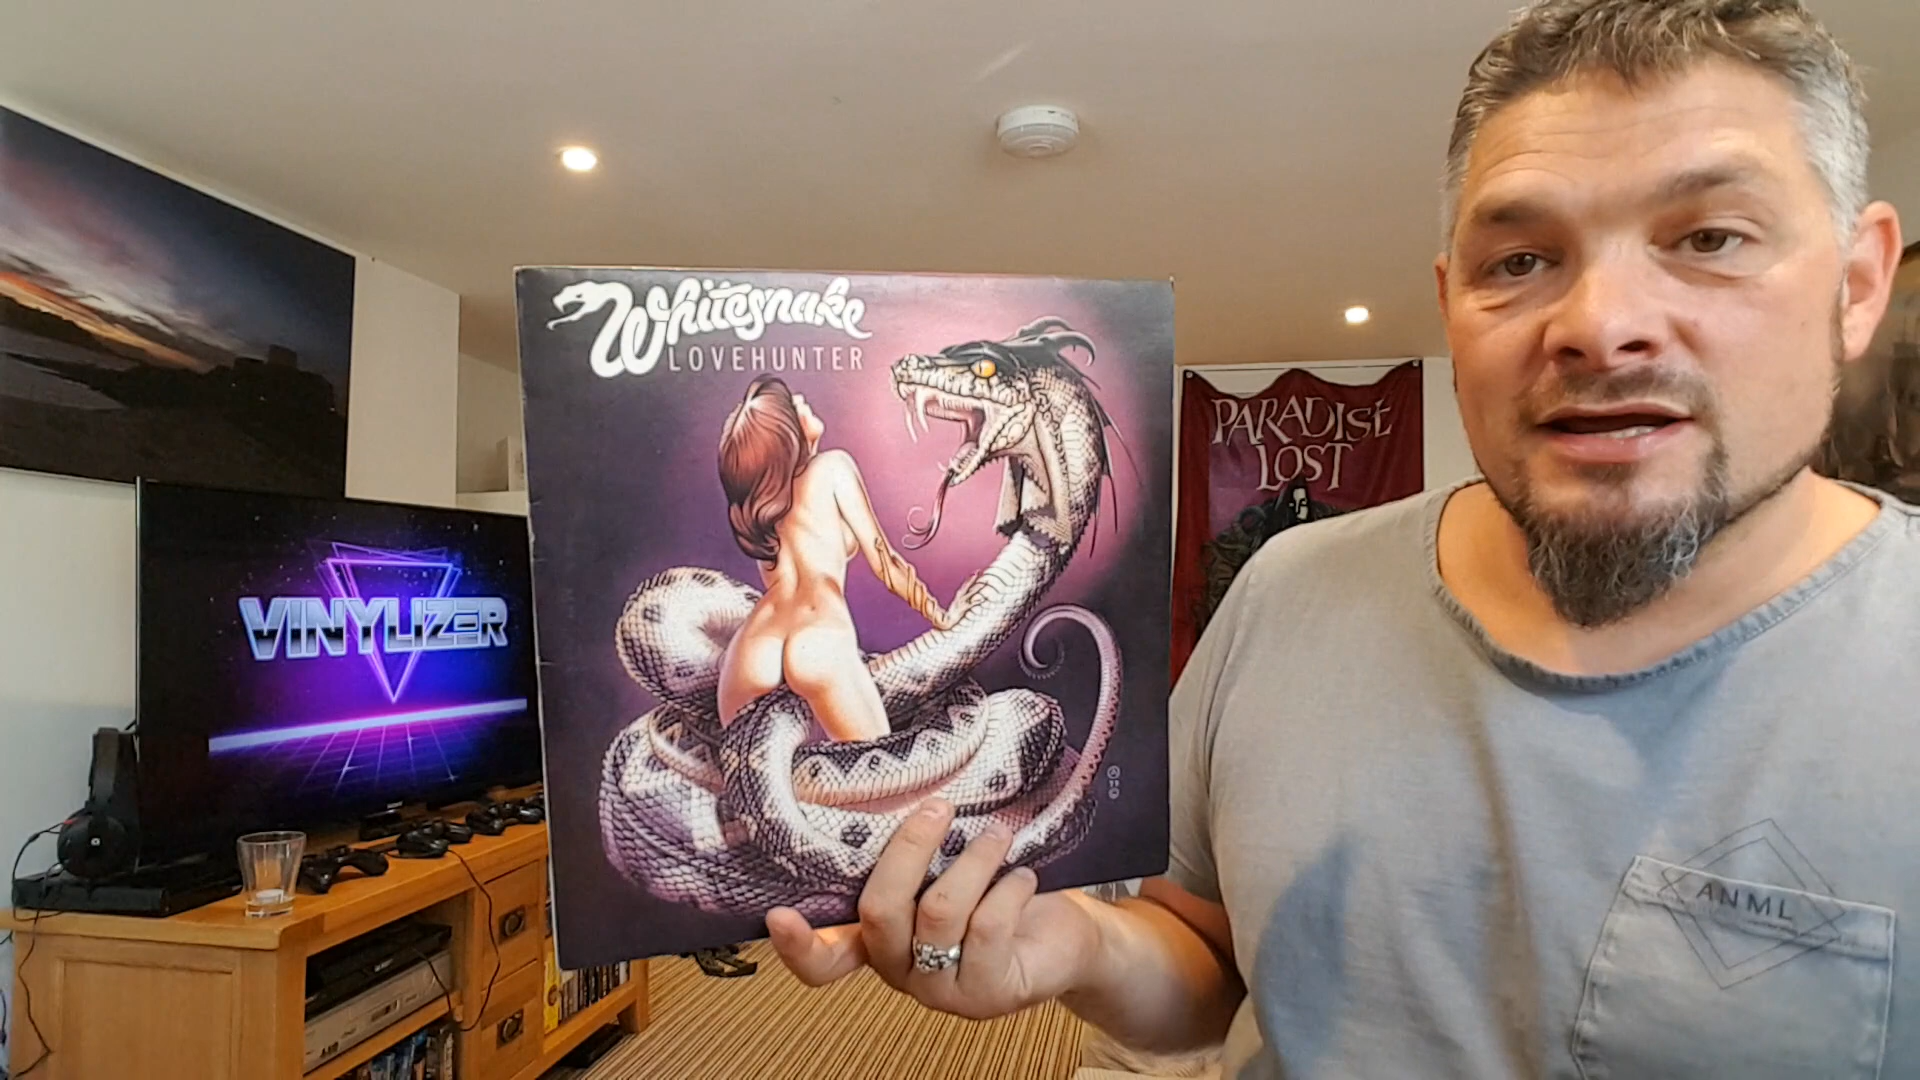 Whitesnake
LOVEHUNTER
PARADISE
LOST
VINYLIZER
ANML